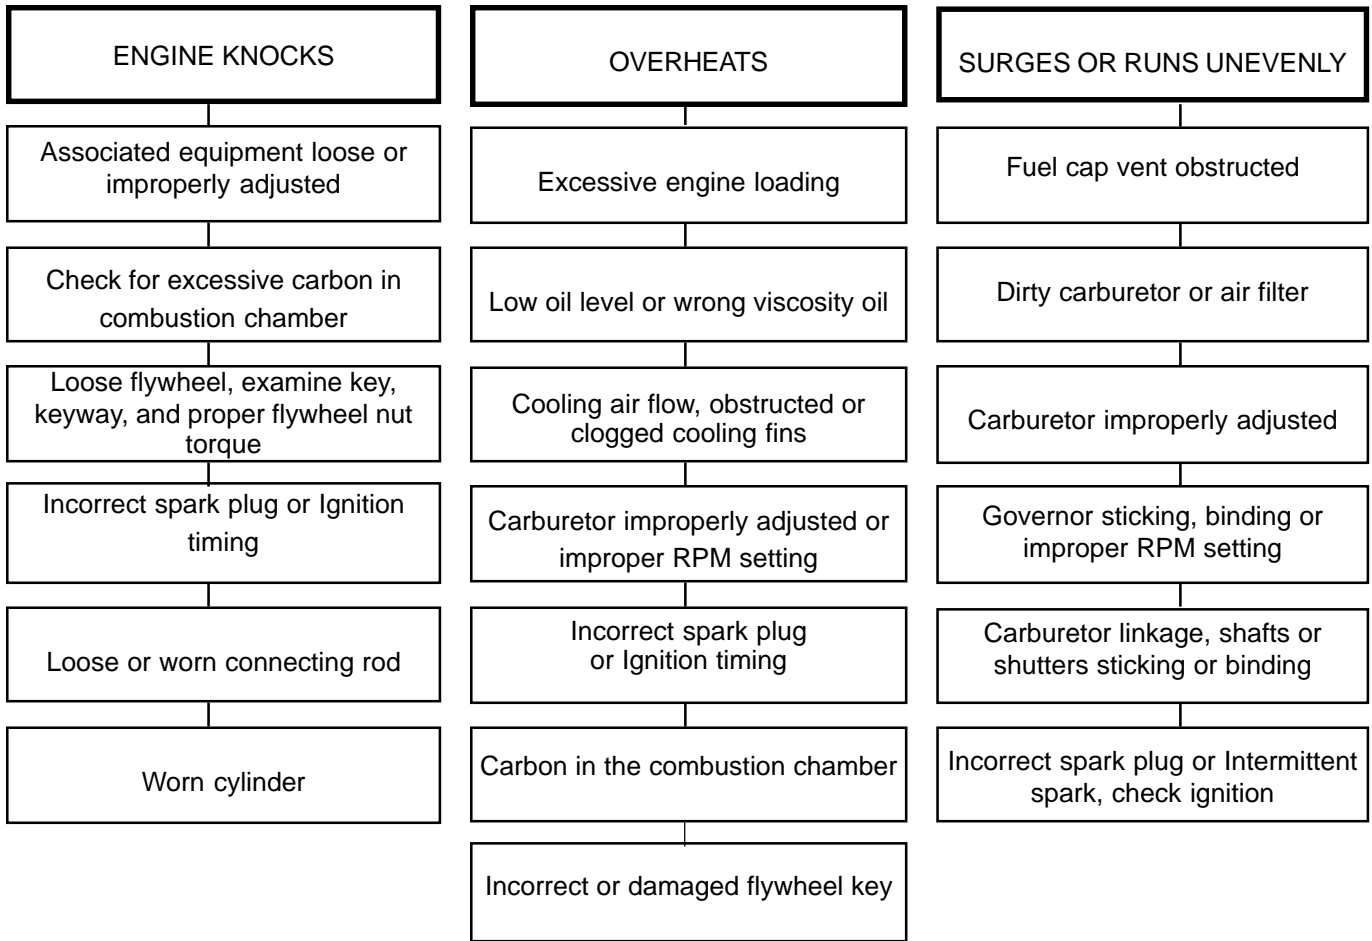 ENGINE KNOCKS
Associated equipment loose or
improperly adjusted
Check for excessive carbon in
combustion chamber
Loose flywheel, examine key,
keyway, and proper flywheel nut
torque
Incorrect spark plug or Ignition
timing
Loose or worn connecting rod
Worn cylinder
OVERHEATS
Excessive engine loading
Low oil level or wrong viscosity oil
Cooling air flow, obstructed or
clogged cooling fins
Carburetor improperly adjusted or
improper RPM setting
Incorrect spark plug
or Ignition timing
Carbon in the combustion chamber
Incorrect or damaged flywheel key
SURGES OR RUNS UNEVENLY
Fuel cap vent obstructed
Dirty carburetor or air filter
Carburetor improperly adjusted
Governor sticking, binding or
improper RPM setting
Carburetor linkage, shafts or
shutters sticking or binding
Incorrect spark plug or Intermittent
spark, check ignition